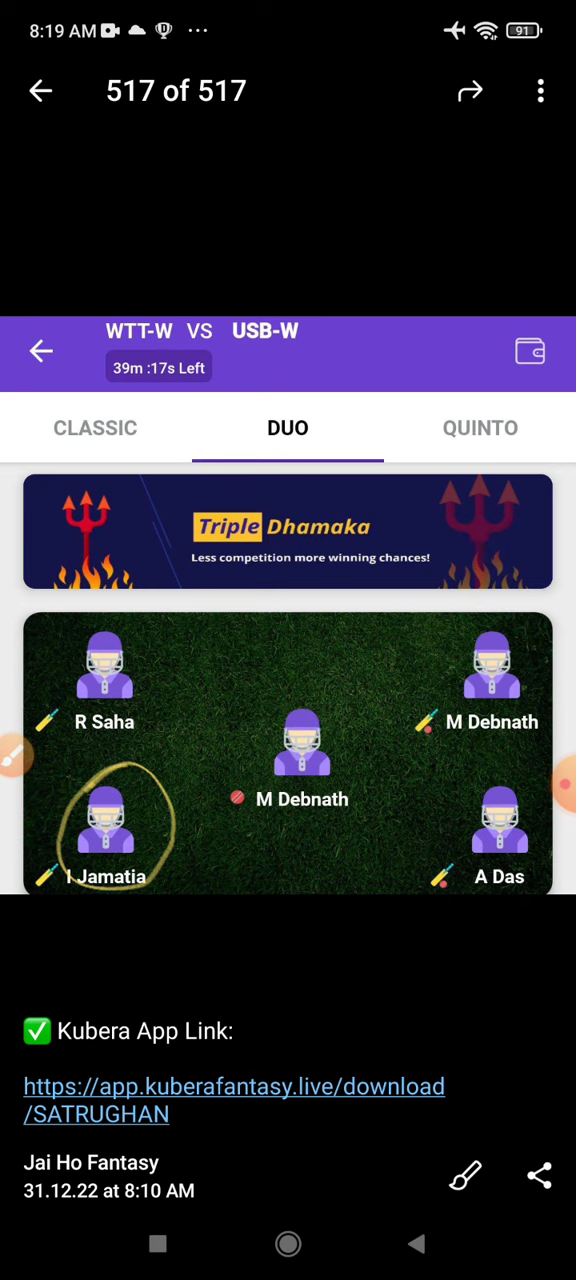 8:19 AM
91
517 of 517
WTT-W VS USB-W
39m :17s Left
CLASSIC DUO QUINTO
Triple Dhamaka
Less competition more winning chances!
R Saha
M Debnath
M Debnath
I Jamatia
A Das
✅ Kubera App Link:
https://app.kuberafantasy.live/download
/SATRUGHAN
Jai Ho Fantasy
31.12.22 at 8:10 AM